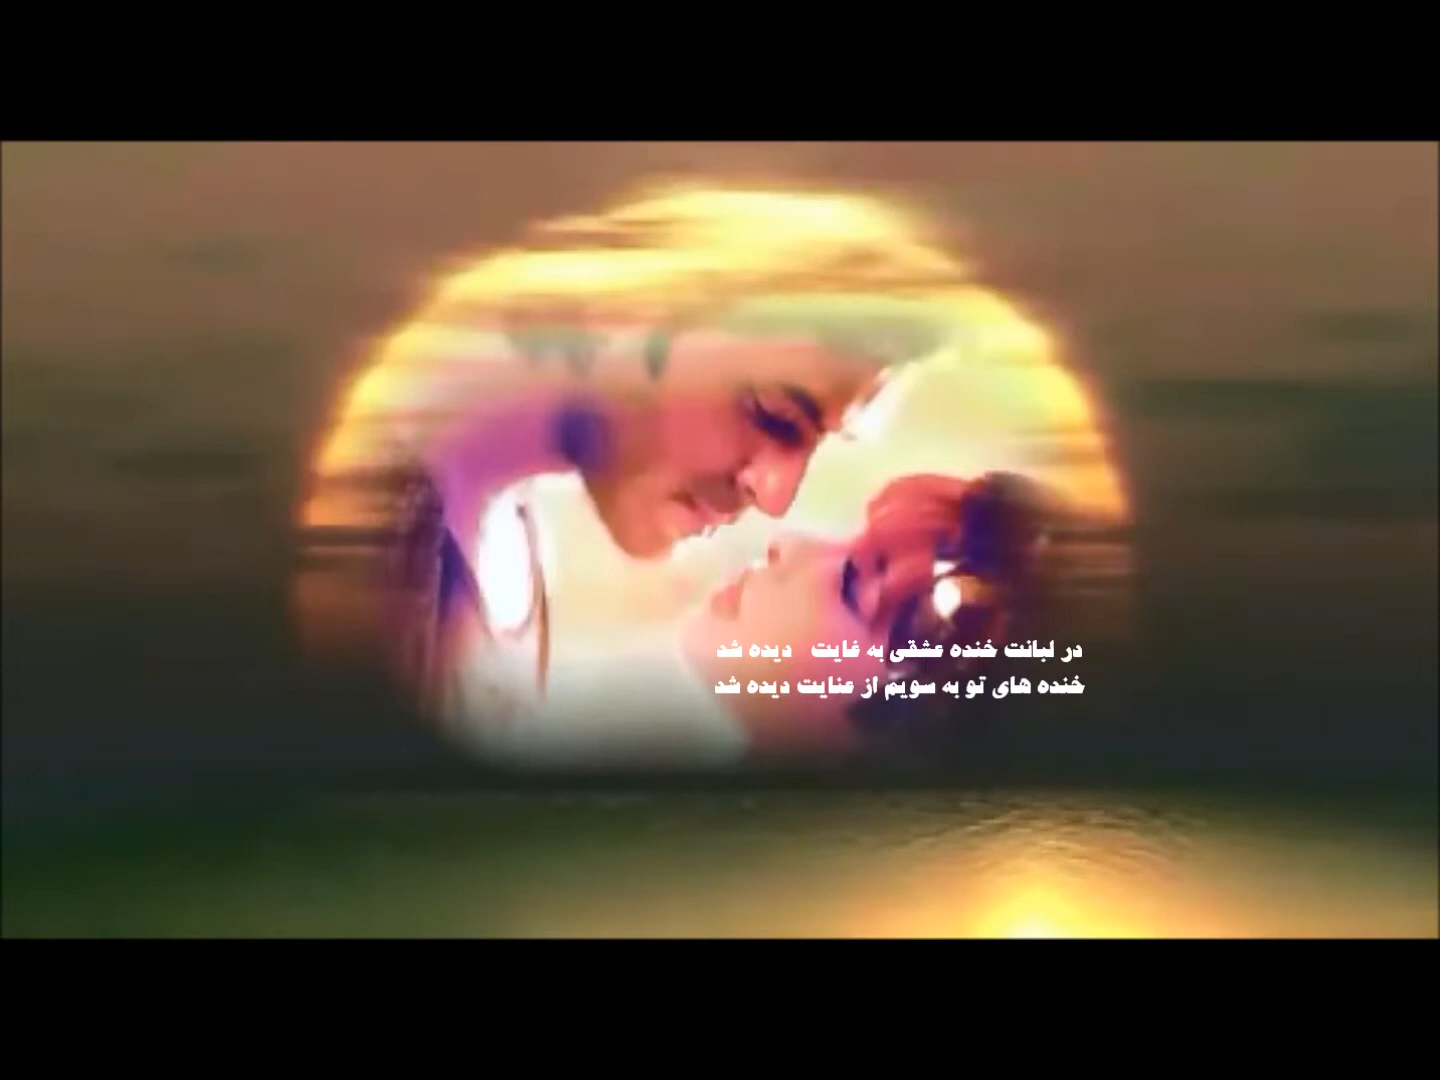 در لبانت خنده عشقی به غایت دیده شد
خنده های تو به سویم از عنایت دیده شد